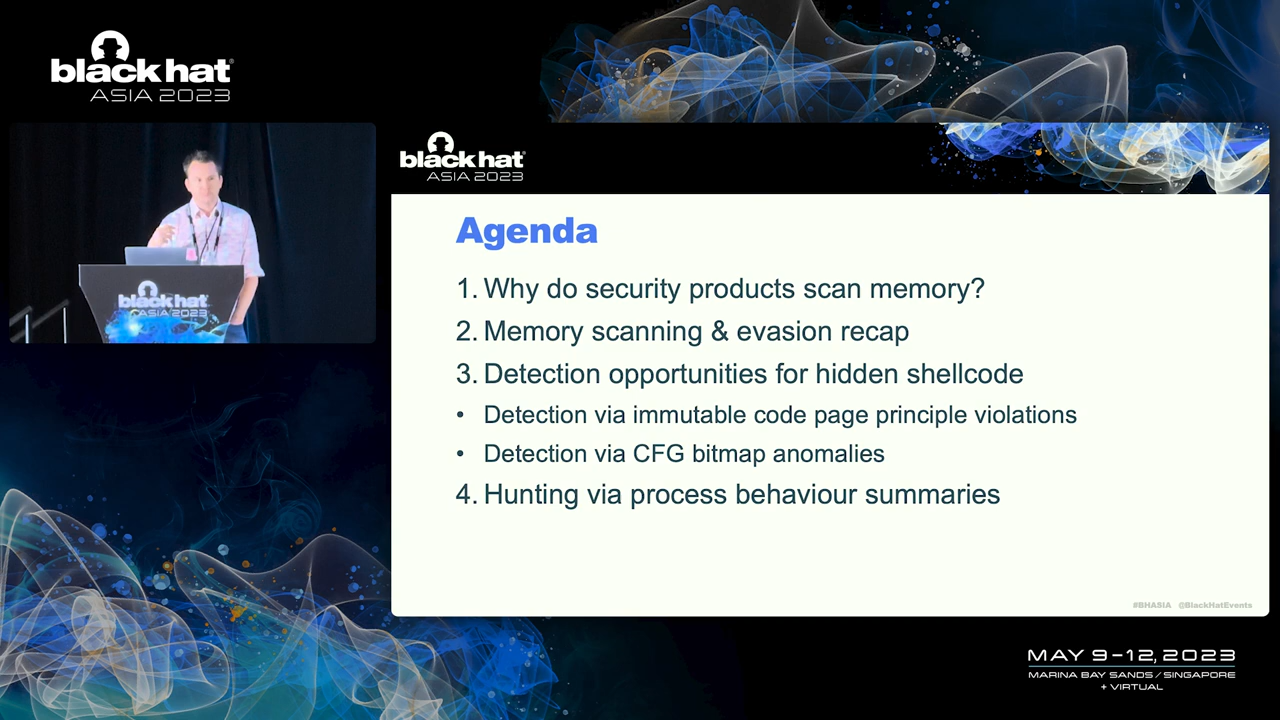 black hat
ASIA 2023
black hat
ASIA 2023
Agenda
1. Why do security products scan memory?
2. Memory scanning & evasion recap
3. Detection opportunities for hidden shellcode
• Detection via immutable code page principle violations
• Detection via CFG bitmap anomalies
4. Hunting via process behaviour summaries
#BHASIA @BlackHatEvents
black hat
ASIA 2023
MAY 9-12, 2023
MARINA BAY SANDS / SINGAPORE
+ VIRTUAL